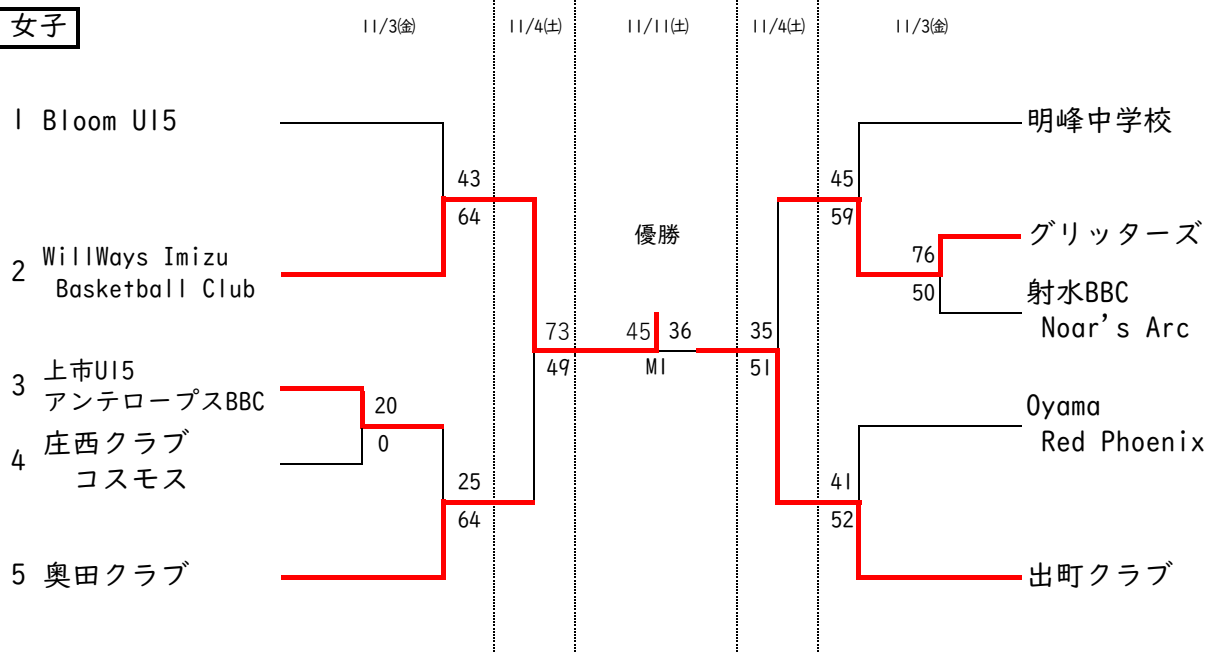 女子
11/3㈮
11/4㈯
11/11㈯
11/4㈯
11/3㈮
1 Bloom U15
明峰中学校
43
45
64
59
優勝
グリッターズ
2 WillWays Imizu
Basketball Club
76
50
射水BBC
Noar's Arc
73
45
36
35
49
M1
51
3 上市U15
アンテロープスBBC
20
0
4 庄西クラブ
コスモス
Oyama
Red Phoenix
25
41
64
52
5 奥田クラブ
出町クラブ